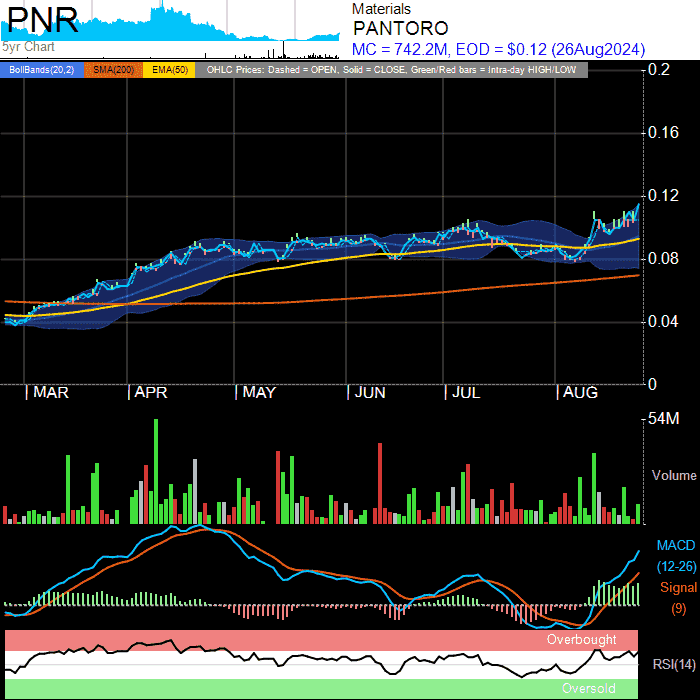 PNR
5yr Chart
Materials
PANTORO
MC = 742.2M, EOD = $0.12 (26Aug2024)
BollBands(20,2) SMA(200) EMA(50) OHLC Prices: Dashed = OPEN, Solid = CLOSE, Green/Red bars = Intra-day HIGH/LOW
0.2
0.16
0.12
0.08
0.04
0
MAR APR MAY JUN JUL AUG
54M
Volume
MACD
(12-26)
Signal
(9)
Overbought
RSI(14)
Oversold